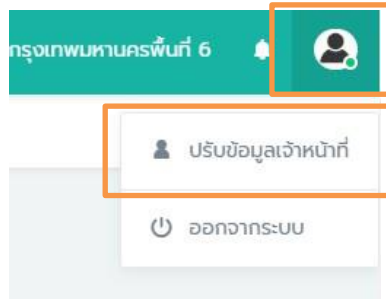 กรุงเทพมหานครพื้นที่ 6
ปรับข้อมูลเจ้าหน้าที่
ออกจากระบบ